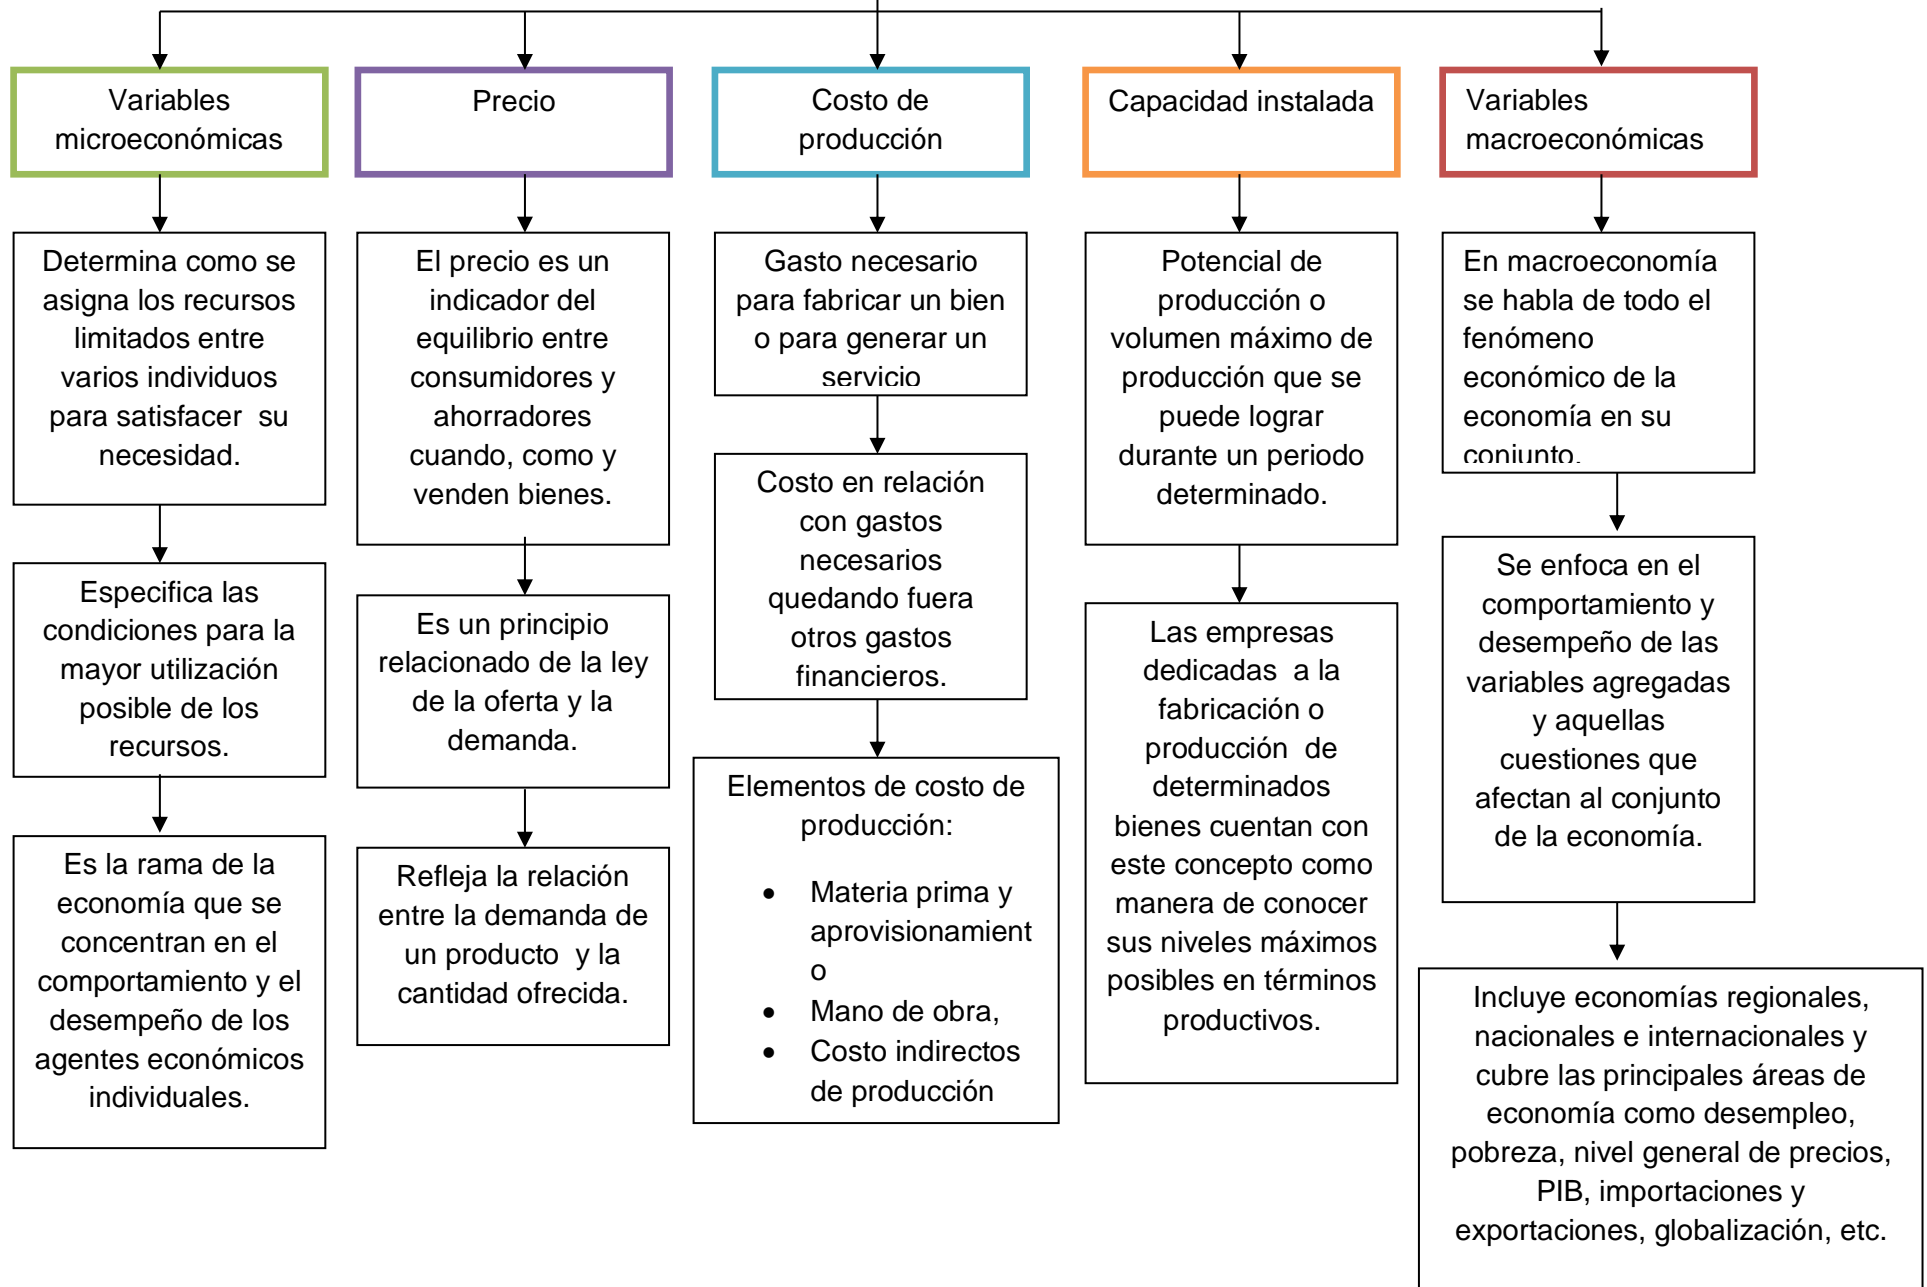 Variables
microeconómicas
Precio
Costo de
producción
Capacidad instalada
Variables
macroeconómicas
Determina como se
asigna los recursos
limitados entre
varios individuos
para satisfacer  su
necesidad.
Especifica las
condiciones para la
mayor utilización
posible de los
recursos.
Es la rama de la
economía que se
concentran en el
comportamiento y el
desempeño de los
agentes económicos
individuales.
El precio es un
indicador del
equilibrio entre
consumidores y
ahorradores
cuando, como y
venden bienes.
Es un principio
relacionado de la ley
de la oferta y la
demanda.
Refleja la relación
entre la demanda de
un producto  y la
cantidad ofrecida.
Gasto necesario
para fabricar un bien
o para generar un
servicio
Costo en relación
con gastos
necesarios
quedando fuera
otros gastos
financieros.
Elementos de costo de
producción:
• Materia prima y
aprovisionamient
o
• Mano de obra,
• Costo indirectos
de producción
Potencial de
producción o
volumen máximo de
producción que se
puede lograr
durante un periodo
determinado.
Las empresas
dedicadas  a la
fabricación o
producción  de
determinados
bienes cuentan con
este concepto como
manera de conocer
sus niveles máximos
posibles en términos
productivos.
En macroeconomía
se habla de todo el
fenómeno
económico de la
economía en su
conjunto.
Se enfoca en el
comportamiento y
desempeño de las
variables agregadas
y aquellas
cuestiones que
afectan al conjunto
de la economía.
Incluye economías regionales,
nacionales e internacionales y
cubre las principales áreas de
economía como desempleo,
pobreza, nivel general de precios,
PIB, importaciones y
exportaciones, globalización, etc.